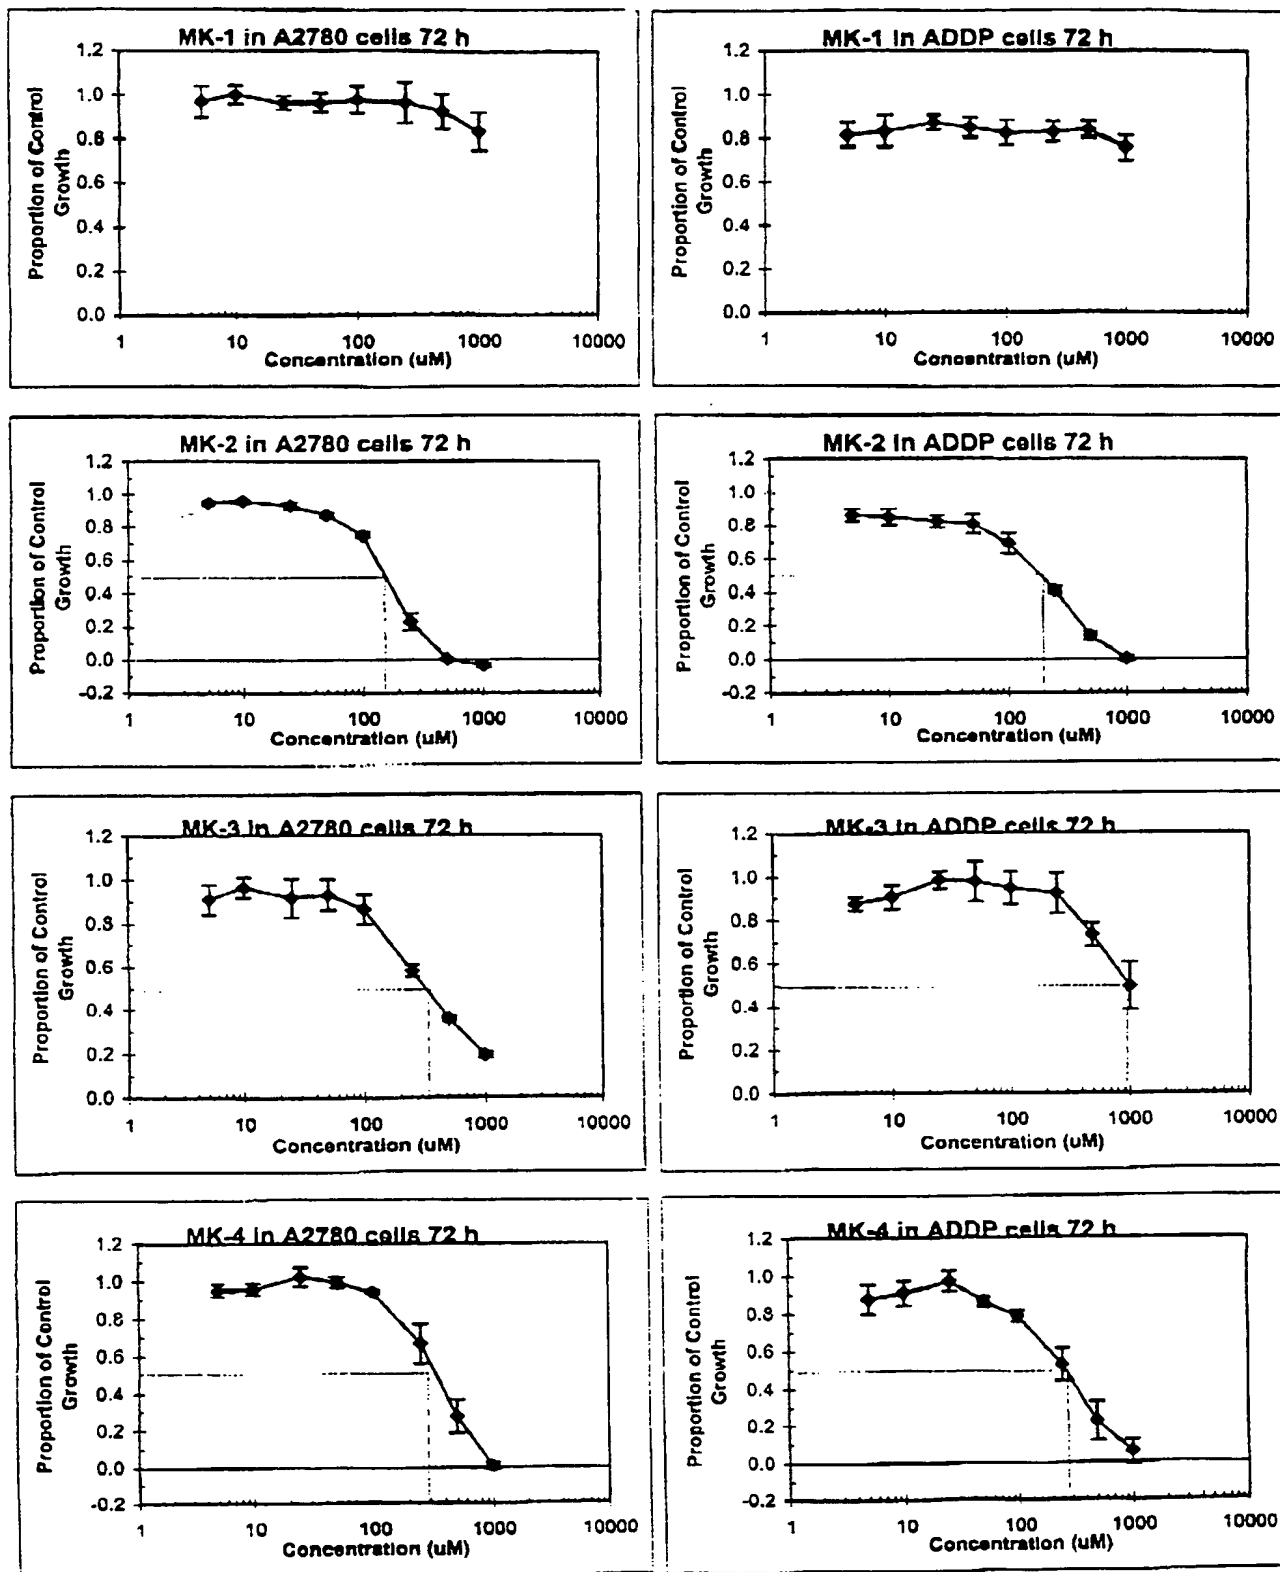 MK-1 in A2780 cells 72 h
1.2
1.0
0.8
0.6
0.4
0.2
0.0
Proportion of Control
Growth
1 10 100 1000 10000
Concentration (uM)
MK-1 in ADDP cells 72 h
1.2
1.0
0.8
0.6
0.4
0.2
0.0
Proportion of Control
Growth
1 10 100 1000 10000
Concentration (uM)
MK-2 in A2780 cells 72 h
1.2
1.0
0.8
0.6
0.4
0.2
0.0
-0.2
Proportion of Control
Growth
1 10 100 1000 10000
Concentration (uM)
MK-2 in ADDP cells 72 h
1.2
1.0
0.8
0.6
0.4
0.2
0.0
-0.2
Proportion of Control
Growth
1 10 100 1000 10000
Concentration (uM)
MK-3 in A2780 cells 72 h
1.2
1.0
0.8
0.6
0.4
0.2
0.0
Proportion of Control
Growth
1 10 100 1000 10000
Concentration (uM)
MK-3 in ADDP cells 72 h
1.2
1.0
0.8
0.6
0.4
0.2
0.0
Proportion of Control
Growth
1 10 100 1000 10000
Concentration (uM)
MK-4 in A2780 cells 72 h
1.2
1.0
0.8
0.6
0.4
0.2
0.0
-0.2
Proportion of Control
Growth
1 10 100 1000 10000
Concentration (uM)
MK-4 in ADDP cells 72 h
1.2
1.0
0.8
0.6
0.4
0.2
0.0
-0.2
Proportion of Control
Growth
1 10 100 1000 10000
Concentration (uM)